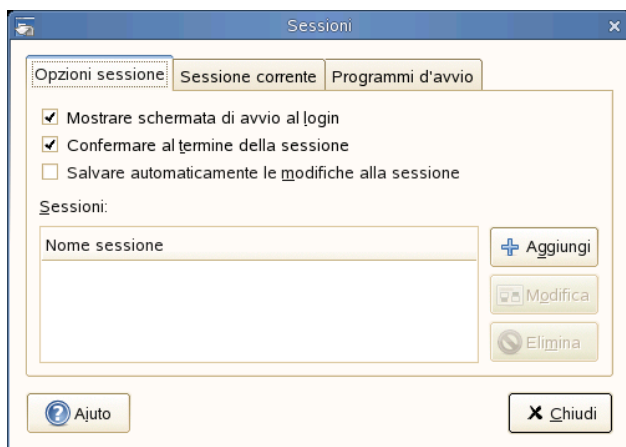 Sessioni
Opzioni sessione Sessione corrente Programmi d'avvio
Mostrare schermata di avvio al login
Confermare al termine della sessione
Salvare automaticamente le modifiche alla sessione
Sessioni:
Nome sessione
Aggiungi
Modifica
Elimina
Aiuto
Chiudi